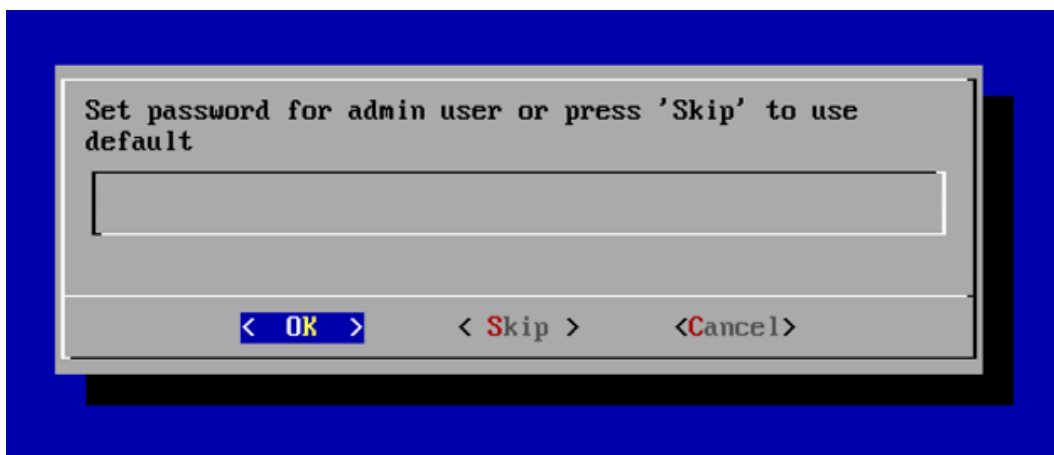 Set password for admin user or press 'Skip' to use
default
< OK > < Skip > <Cancel>